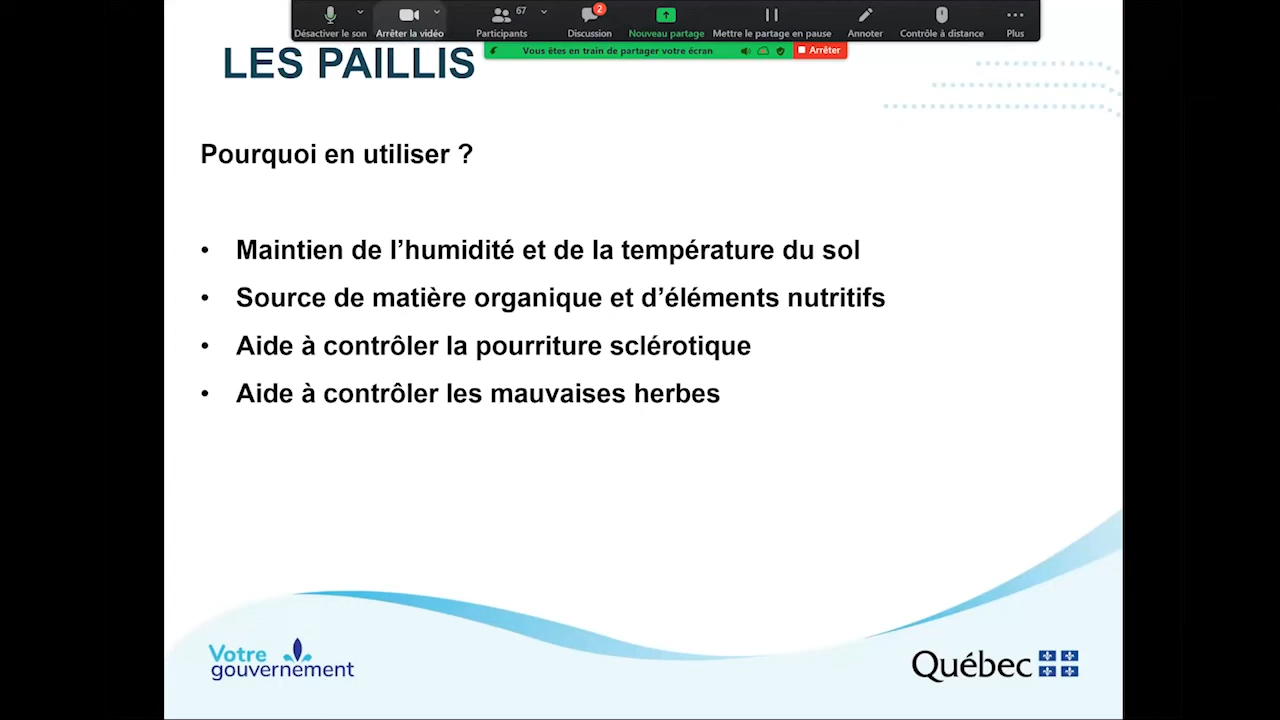 67
2
Désactiver le son
Arrêter la vidéo
Participants
Discussion
Nouveau partage
Mettre le partage en pause
Annoter
Contrôle à distance
Plus
Vous êtes en train de partager votre écran
Arrêter
LES PAILLIS
Pourquoi en utiliser ?
• Maintien de l’humidité et de la température du sol
• Source de matière organique et d’éléments nutritifs
• Aide à contrôler la pourriture sclérotique
• Aide à contrôler les mauvaises herbes
Votre
gouvernement
Québec